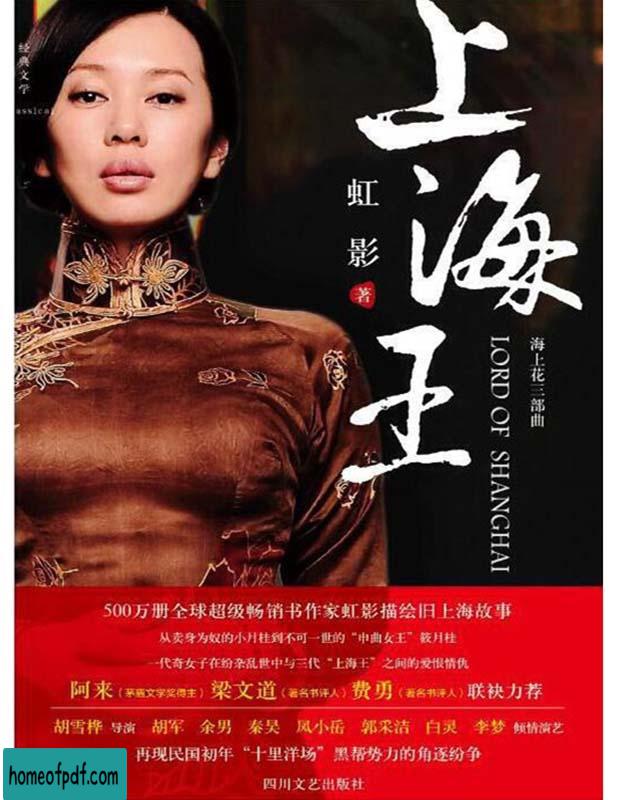 经典文学
assical
上海王
虹影
著
海上花三部曲
LORD OF SHANGHAI
500万册全球超级畅销书作家虹影描绘旧上海故事
从卖身为奴的小月桂到不可一世的“申曲女王”筱月桂
一代奇女子在纷杂乱世中与三代“上海王”之间的爱恨情仇
阿来（茅盾文学奖得主）梁文道（著名书评人）费勇（著名书评人）联袂力荐
胡雪桦 导演 胡军 余男 秦昊 凤小岳 郭采洁 白灵 李梦 倾情演艺
再现民国初年“十里洋场”黑帮势力的角逐纷争
四川文艺出版社
homeofpdf.com